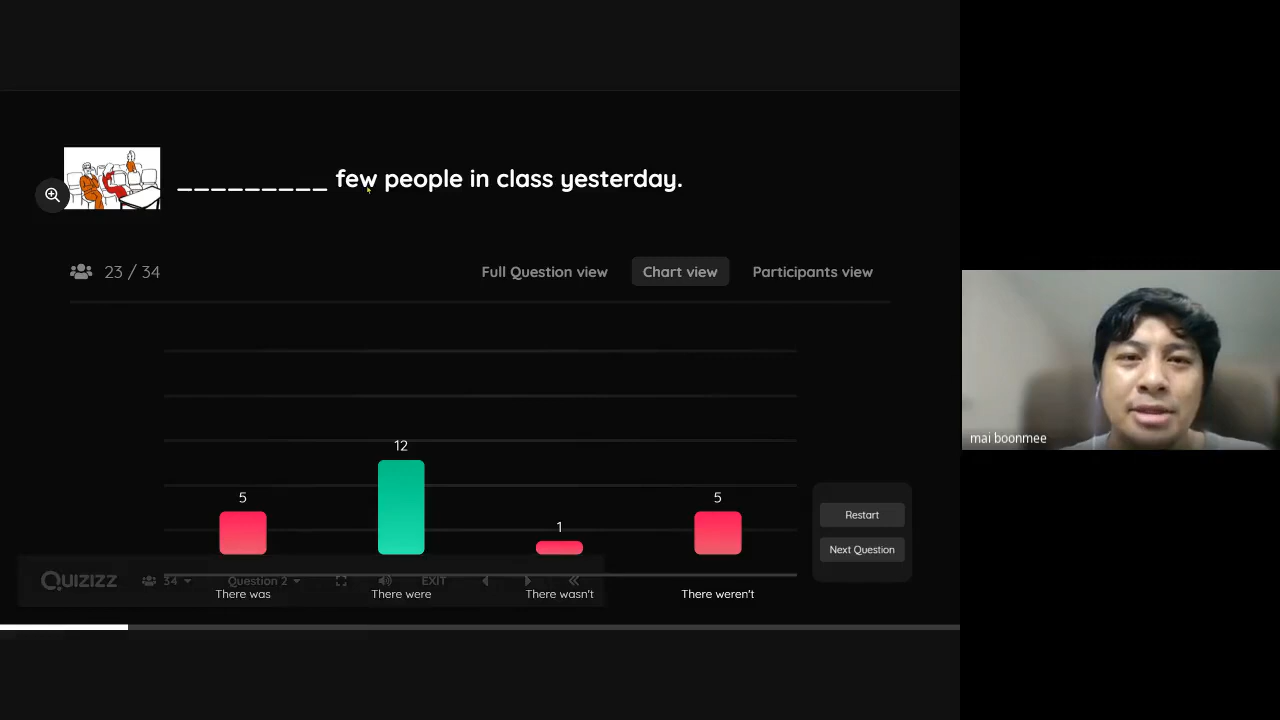 _________ few people in class yesterday.
23 / 34
Full Question view
Chart view
Participants view
12
5
5
1
Restart
Next Question
QUIZIZZ
34
Question 2
EXIT
There was
There were
There wasn't
There weren't
mai boonmee